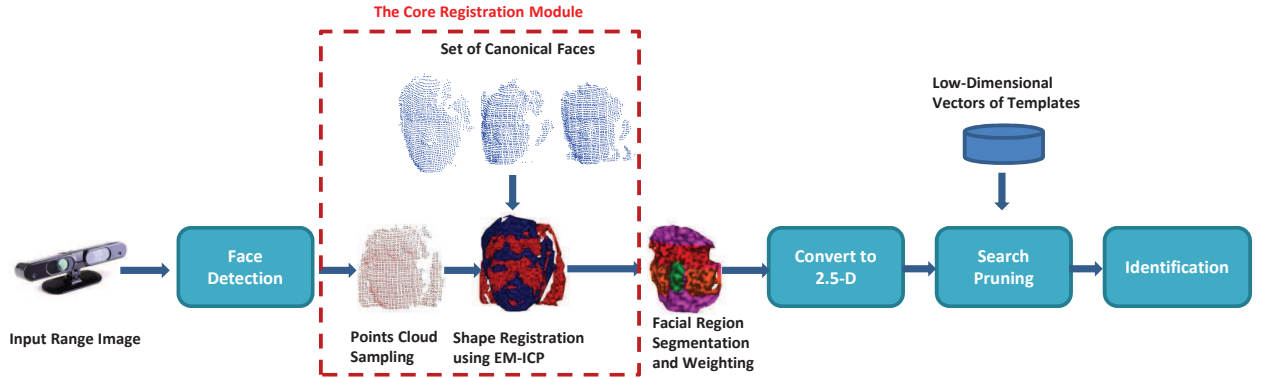 The Core Registration Module
Set of Canonical Faces
Low-Dimensional
Vectors of Templates
Face
Detection
Convert to
2.5-D
Search
Pruning
Identification
Input Range Image
Points Cloud
Sampling
Shape Registration
using EM-ICP
Facial Region
Segmentation
and Weighting